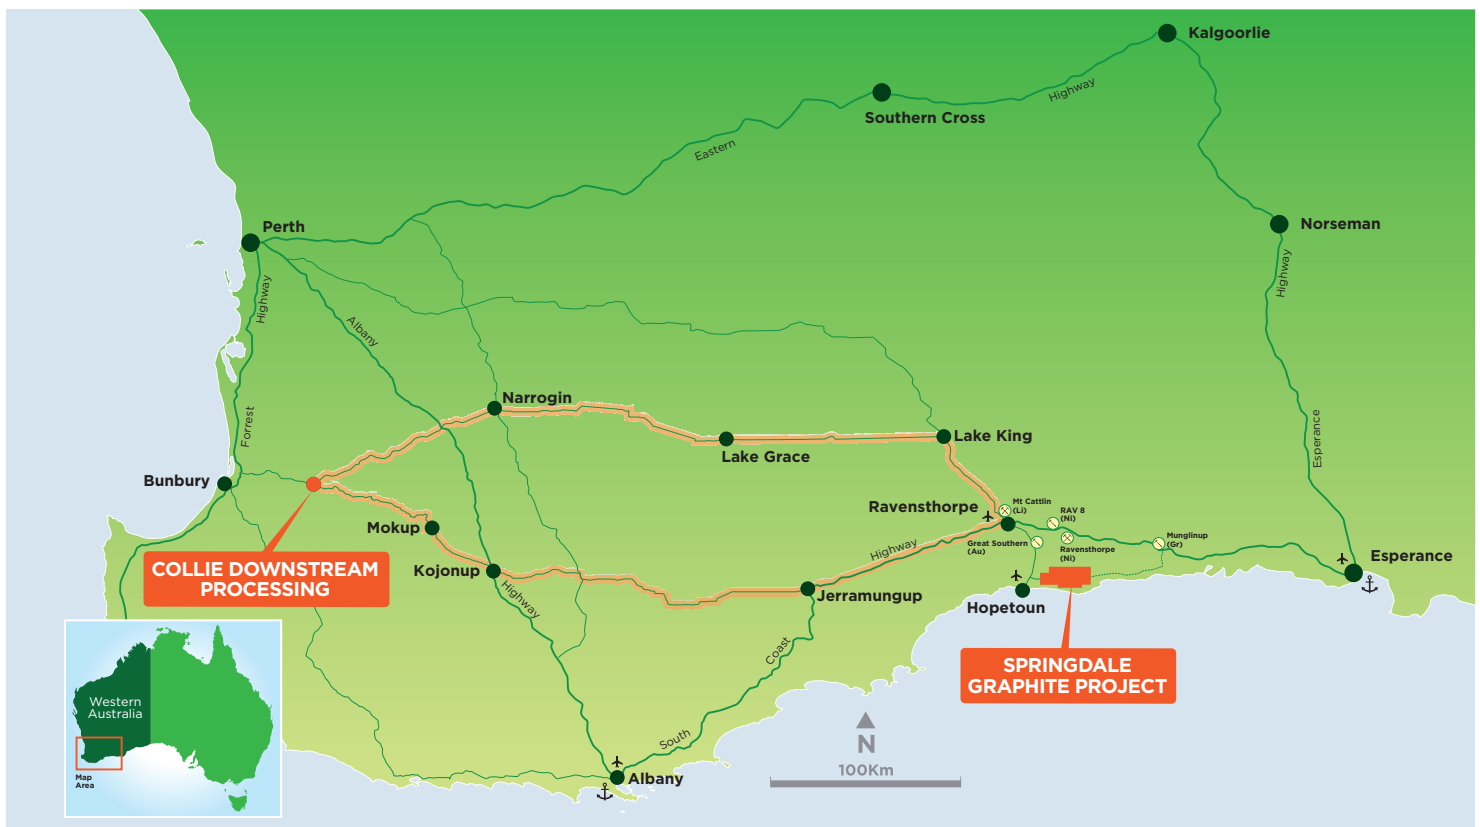 Kalgoorlie
Highway
Southern Cross
Eastern
Perth
Norseman
Highway
Highway
Albany
Narrogin
Forrest
Lake King
Lake Grace
Esperance
Bunbury
Ravensthorpe
Mt Cattlin
(Li)
RAV 8
(Ni)
Mokup
Great Southern
(Au)
Highway
Ravensthorpe
(Ni)
Munglinup
(Gr)
Esperance
COLLIE DOWNSTREAM
PROCESSING
Kojonup
Highway
Jerramungup
Hopetoun
Coast
SPRINGDALE
GRAPHITE PROJECT
Western
Australia
South
N
100Km
Map
Area
Albany